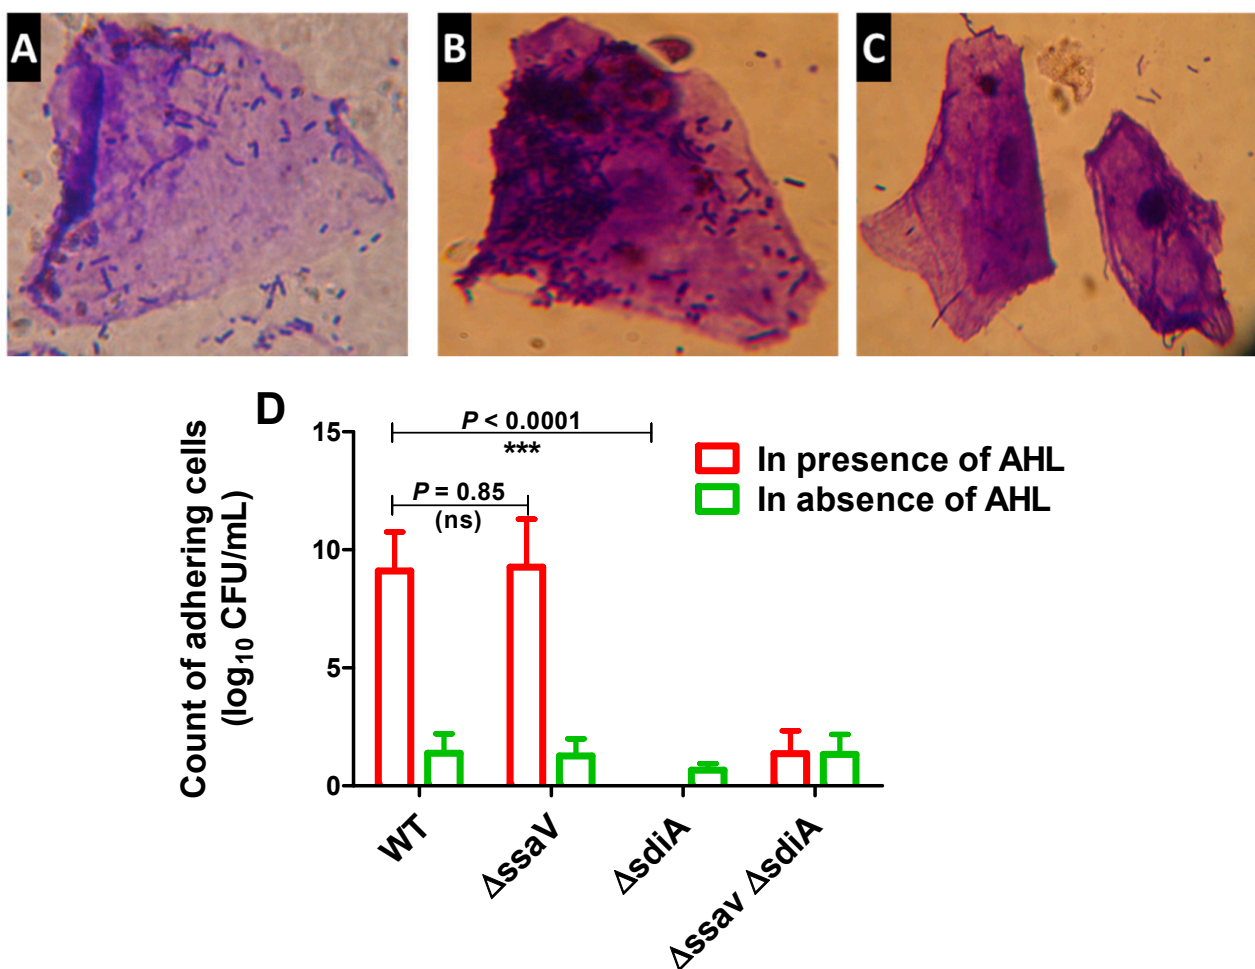 A
B
C
D
P < 0.0001
***
P = 0.85
(ns)
In presence of AHL
In absence of AHL
Count of adhering cells
(log10 CFU/mL)
15
10
5
0
WT
ΔssaV
ΔsdiA
Δssav ΔsdiA